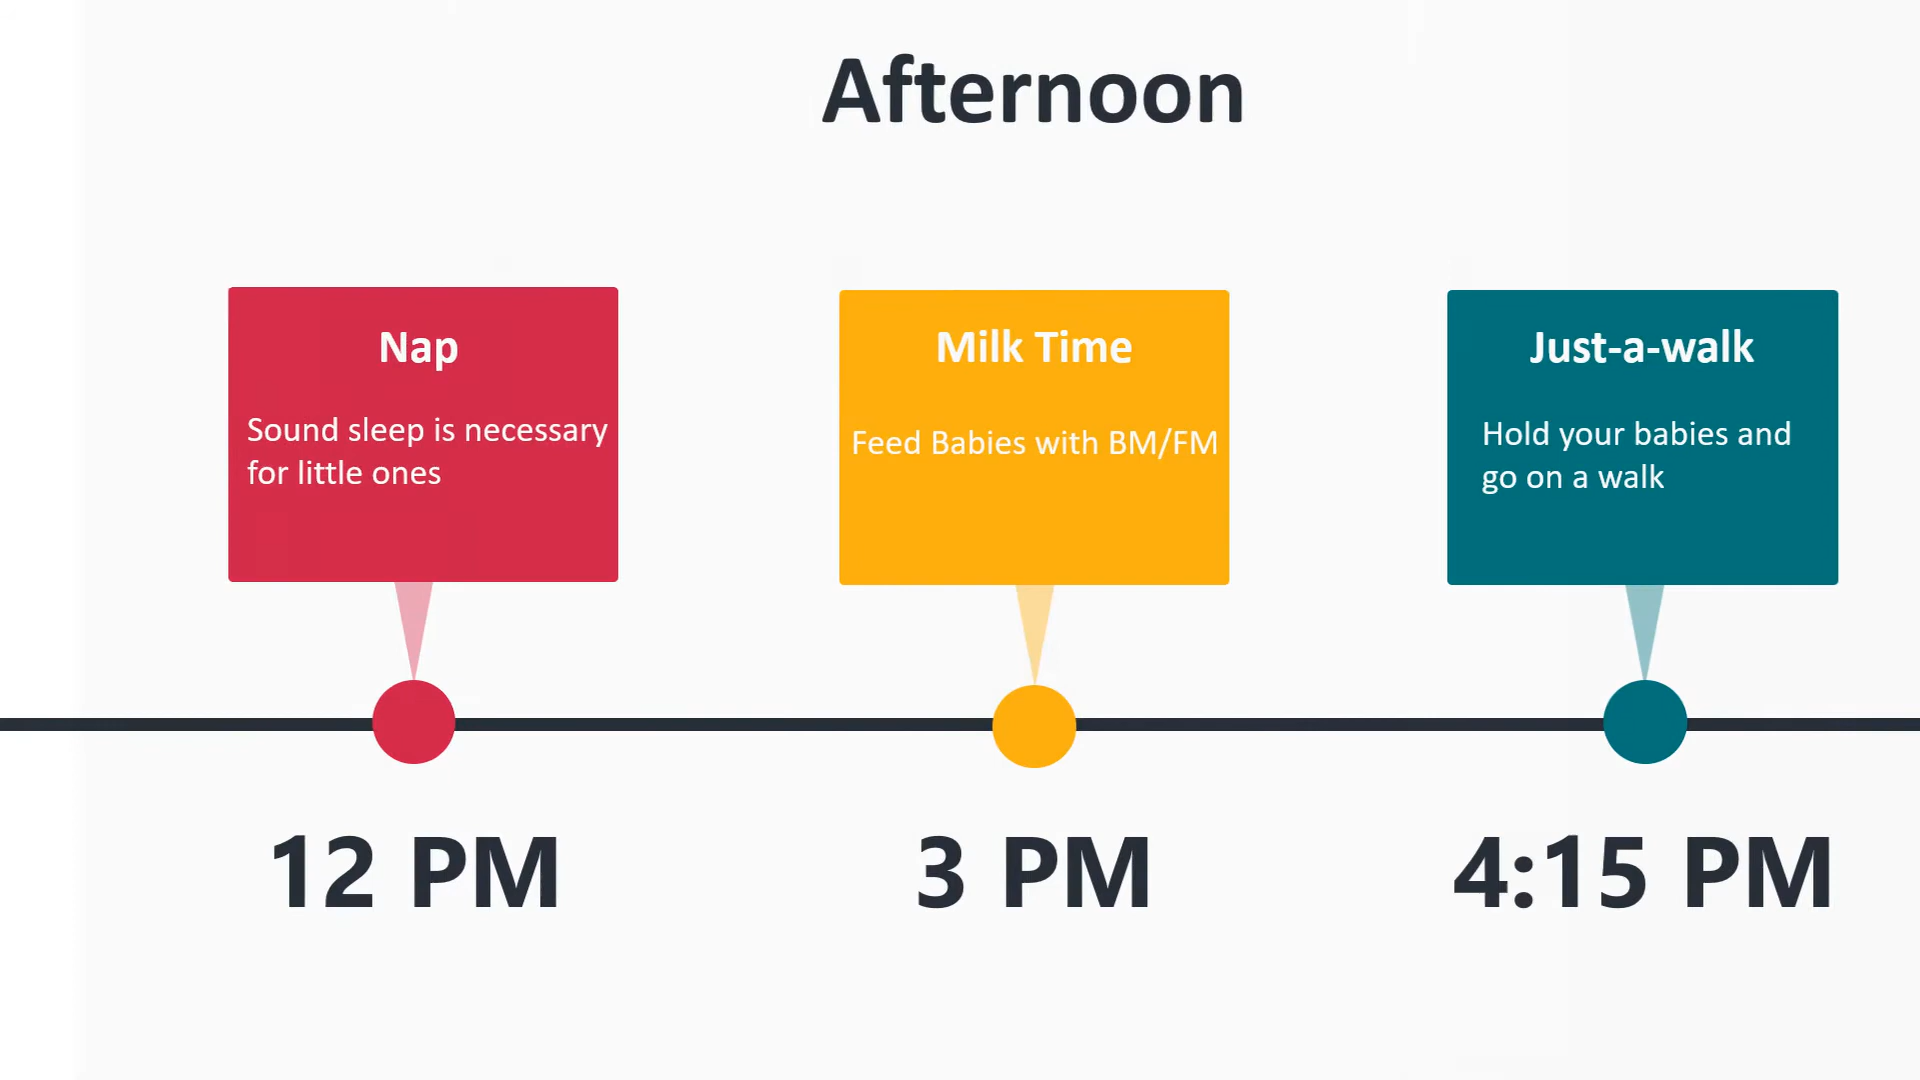 Afternoon
Nap
Sound sleep is necessary
for little ones
Milk Time
Feed Babies with BM/FM
Just-a-walk
Hold your babies and
go on a walk
12 PM
3 PM
4:15 PM